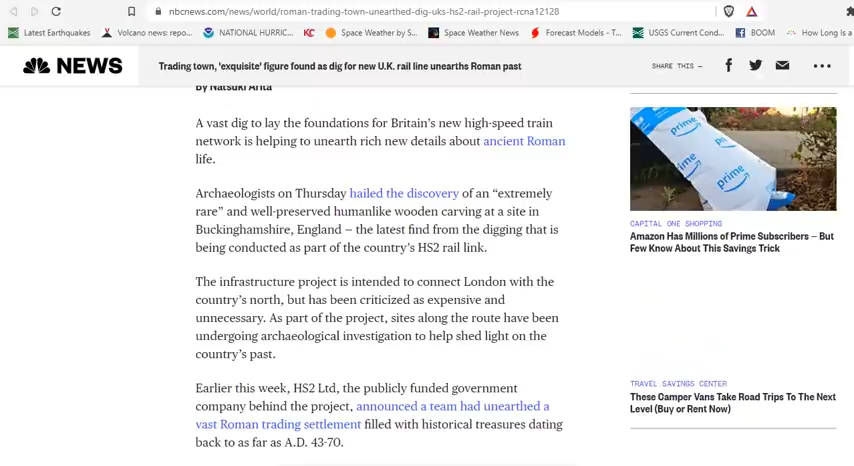 nbcnews.com/news/world/roman-trading-town-unearthed-dig-uks-hs2-rail-project-rcna12128
Latest Earthquakes Volcano news: repo... NATIONAL HURRIC... KC Space Weather by S... Space Weather News Forecast Models - T... USGS Current Cond... BOOM How Long Is a
NEWS Trading town, 'exquisite' figure found as dig for new U.K. rail line unearths Roman past SHARE THIS —
By Natsuki Arita
A vast dig to lay the foundations for Britain's new high-speed train
network is helping to unearth rich new details about ancient Roman
life.
Archaeologists on Thursday hailed the discovery of an "extremely
rare" and well-preserved humanlike wooden carving at a site in
Buckinghamshire, England — the latest find from the digging that is
being conducted as part of the country's HS2 rail link.
The infrastructure project is intended to connect London with the
country's north, but has been criticized as expensive and
unnecessary. As part of the project, sites along the route have been
undergoing archaeological investigation to help shed light on the
country's past.
Earlier this week, HS2 Ltd, the publicly funded government
company behind the project, announced a team had unearthed a
vast Roman trading settlement filled with historical treasures dating
back to as far as A.D. 43-70.
prime
prime
prime
prime
CAPITAL ONE SHOPPING
Amazon Has Millions of Prime Subscribers — But
Few Know About This Savings Trick
TRAVEL SAVINGS CENTER
These Camper Vans Take Road Trips To The Next
Level (Buy or Rent Now)